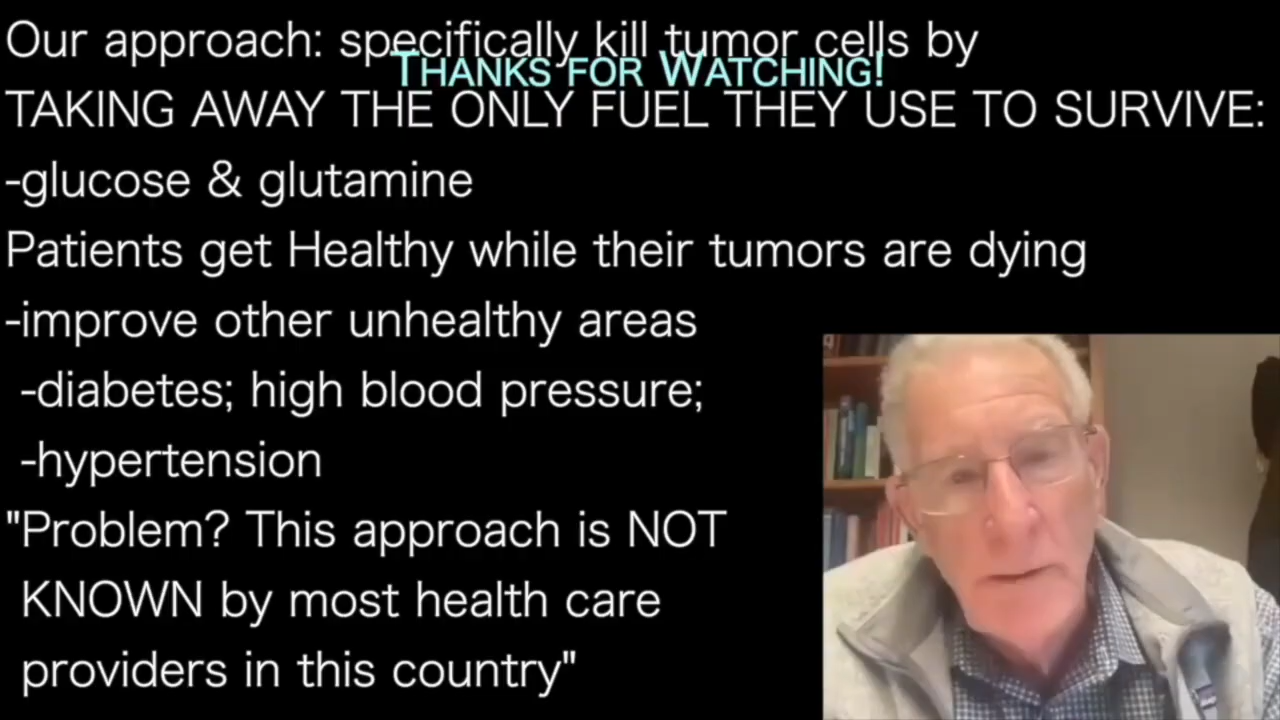 Our approach: specifically kill tumor cells by
THANKS FOR WATCHING!
TAKING AWAY THE ONLY FUEL THEY USE TO SURVIVE:
-glucose & glutamine
Patients get Healthy while their tumors are dying
-improve other unhealthy areas
-diabetes; high blood pressure;
-hypertension
"Problem? This approach is NOT
KNOWN by most health care
providers in this country"